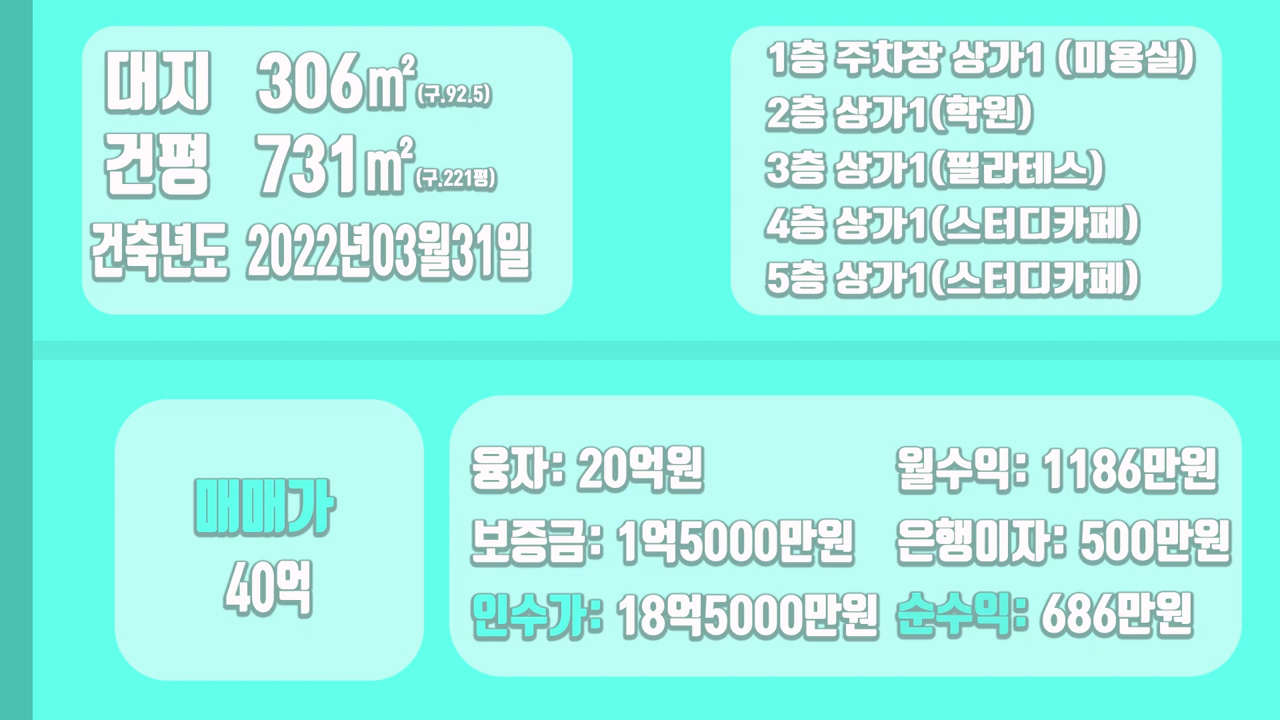 대지 306㎡(구.92.5)
건평 731㎡(구.221평)
건축년도 2022년03월31일
1층 주차장 상가1 (미용실)
2층 상가1(학원)
3층 상가1(필라테스)
4층 상가1(스터디카페)
5층 상가1(스터디카페)
매매가
40억
융자: 20억원
보증금: 1억5000만원
인수가: 18억5000만원
월수익: 1186만원
은행이자: 500만원
순수익: 686만원